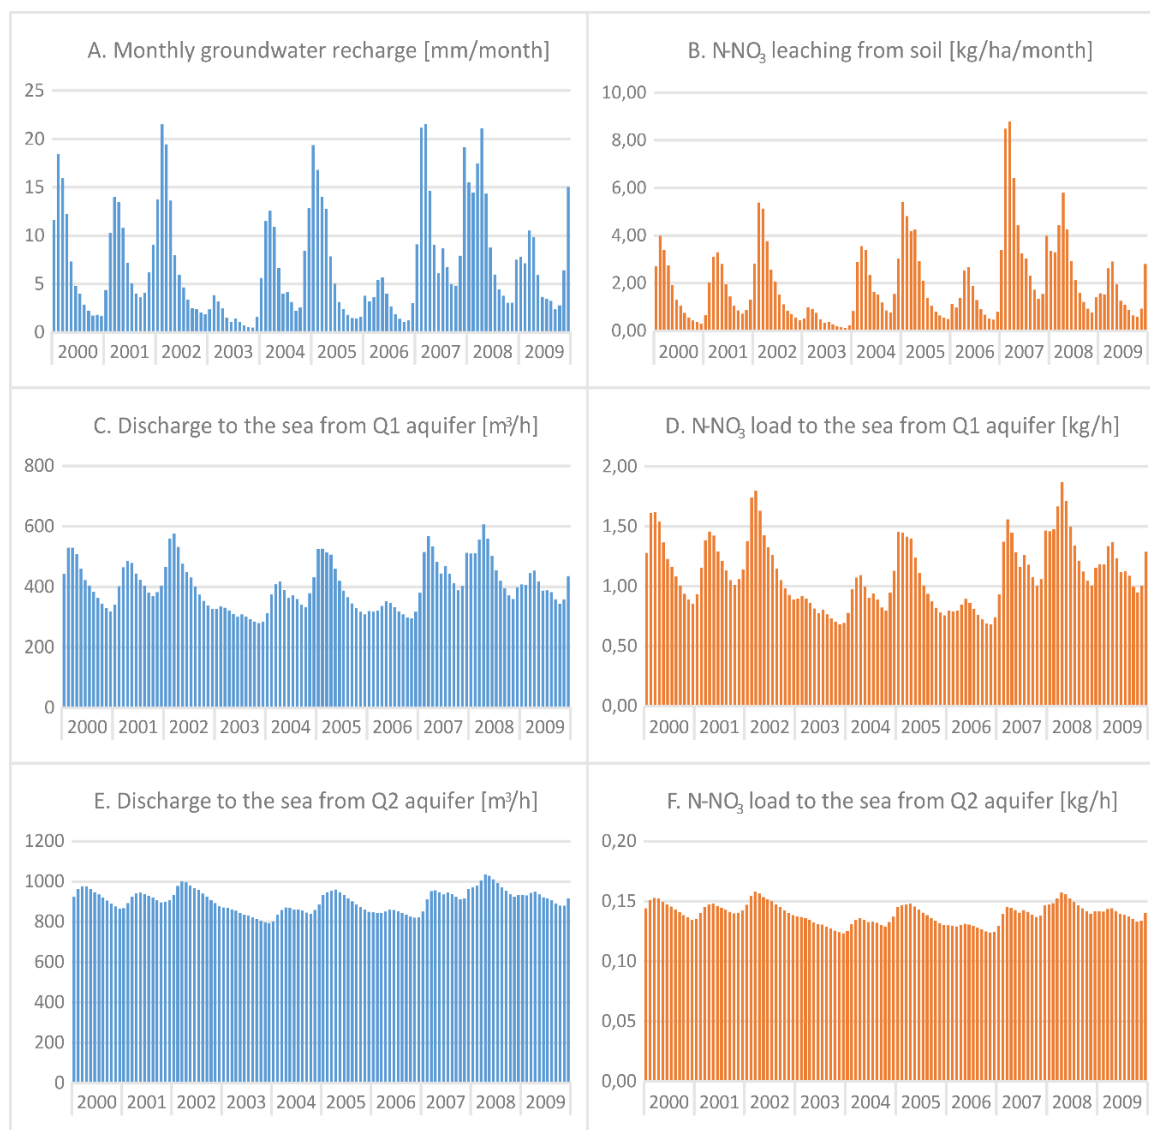 A. Monthly groundwater recharge [mm/month]
25
20
15
10
5
0
2000 2001 2002 2003 2004 2005 2006 2007 2008 2009
B. N-NO₃ leaching from soil [kg/ha/month]
10,00
8,00
6,00
4,00
2,00
0,00
2000 2001 2002 2003 2004 2005 2006 2007 2008 2009
C. Discharge to the sea from Q1 aquifer [m³/h]
800
600
400
200
0
2000 2001 2002 2003 2004 2005 2006 2007 2008 2009
D. N-NO₃ load to the sea from Q1 aquifer [kg/h]
2,00
1,50
1,00
0,50
0,00
2000 2001 2002 2003 2004 2005 2006 2007 2008 2009
E. Discharge to the sea from Q2 aquifer [m³/h]
1200
1000
800
600
400
200
0
2000 2001 2002 2003 2004 2005 2006 2007 2008 2009
F. N-NO₃ load to the sea from Q2 aquifer [kg/h]
0,20
0,15
0,10
0,05
0,00
2000 2001 2002 2003 2004 2005 2006 2007 2008 2009